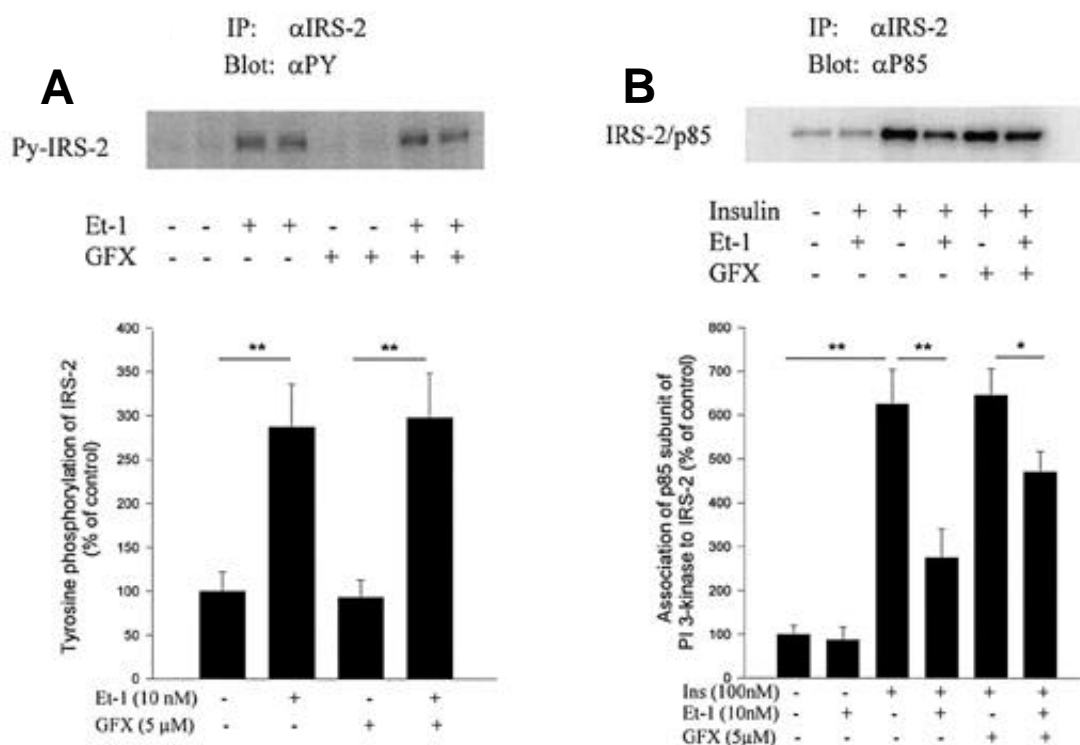 A
IP: αIRS-2
Blot: αPY
Py-IRS-2
Et-1 - - + + - - + +
GFX - - - - + + + +
Tyrosine phosphorylation of IRS-2
(% of control)
400
350
300
250
200
150
100
50
0
** **
Et-1 (10 nM) - + - +
GFX (5 µM) - - + +
B
IP: αIRS-2
Blot: αP85
IRS-2/p85
Insulin - + + + + +
Et-1 - + - + - +
GFX - - - - + +
Association of p85 subunit of
PI 3-kinase to IRS-2 (% of control)
800
700
600
500
400
300
200
100
0
** ** *
Ins (100nM) - - + + + +
Et-1 (10nM) - + - + - +
GFX (5µM) - - - - + +